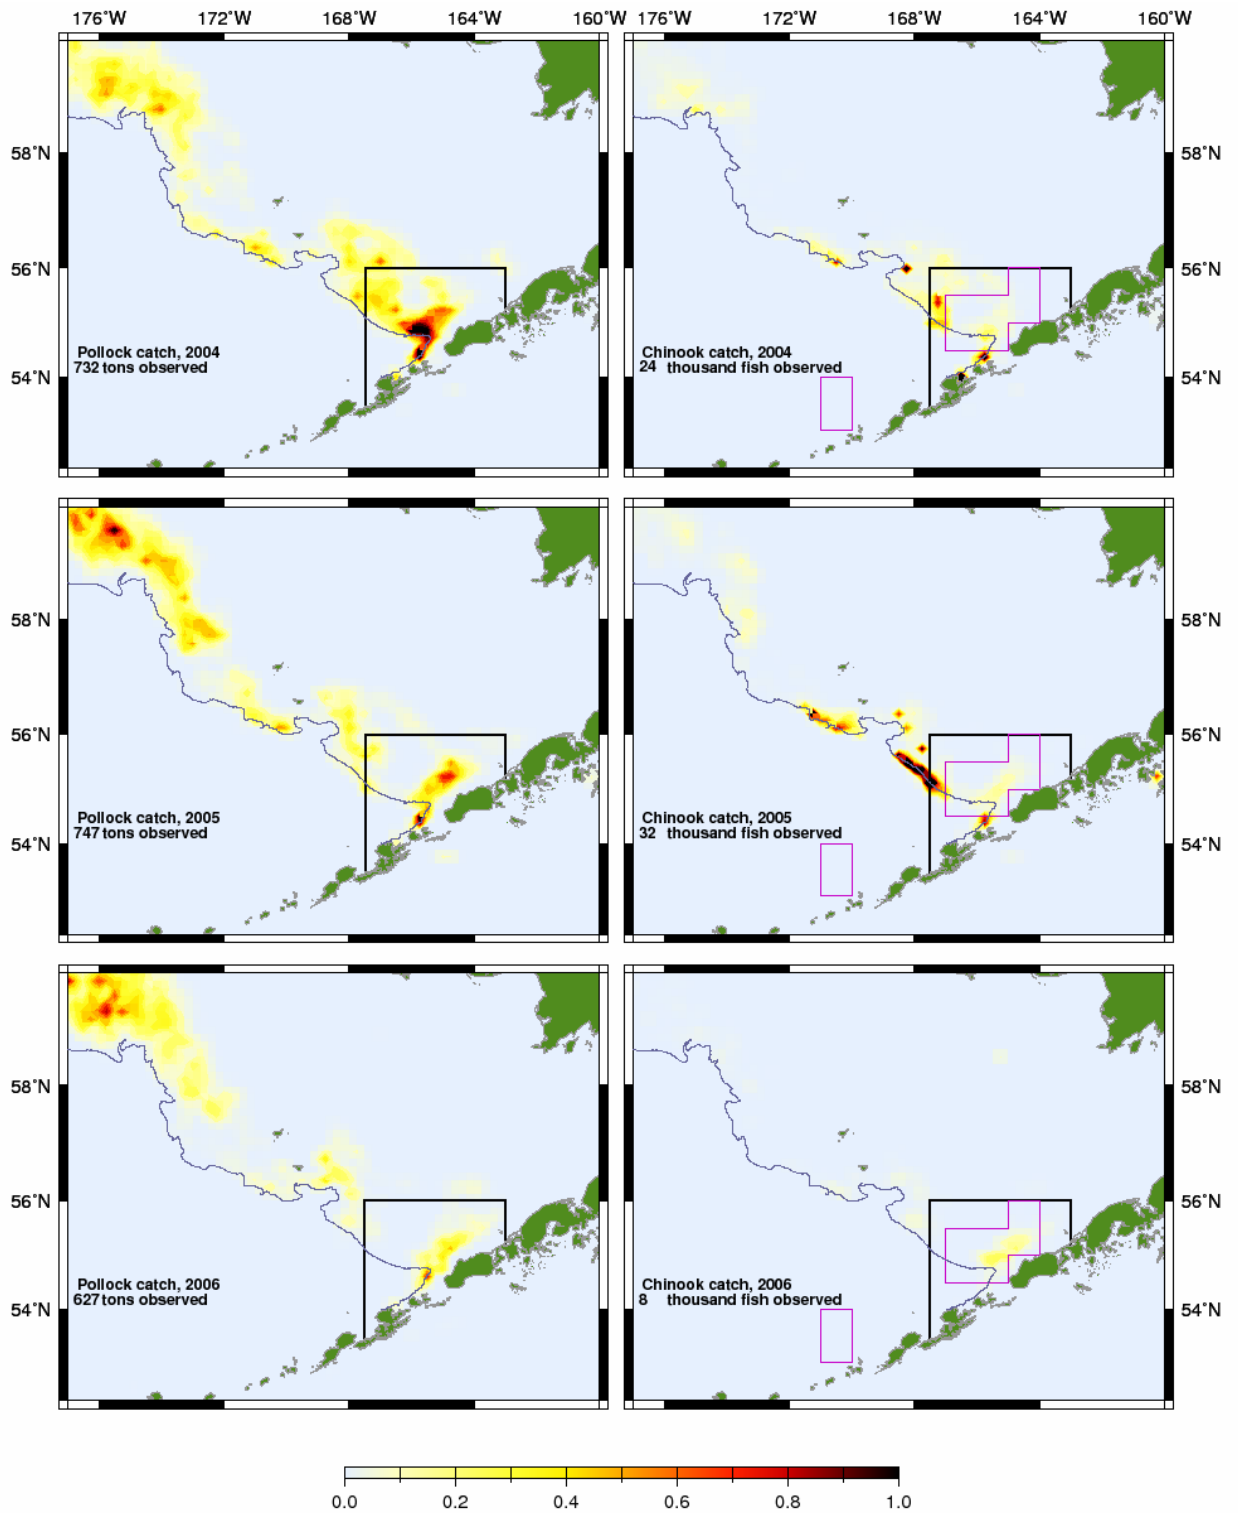 176°W 172°W 168°W 164°W 160°W 176°W 172°W 168°W 164°W 160°W
58°N 58°N
56°N 56°N
Pollock catch, 2004
732 tons observed
Chinook catch, 2004
24 thousand fish observed
54°N 54°N
58°N 58°N
56°N 56°N
Pollock catch, 2005
747 tons observed
Chinook catch, 2005
32 thousand fish observed
54°N 54°N
58°N 58°N
56°N 56°N
Pollock catch, 2006
627 tons observed
Chinook catch, 2006
8 thousand fish observed
54°N 54°N
0.0 0.2 0.4 0.6 0.8 1.0